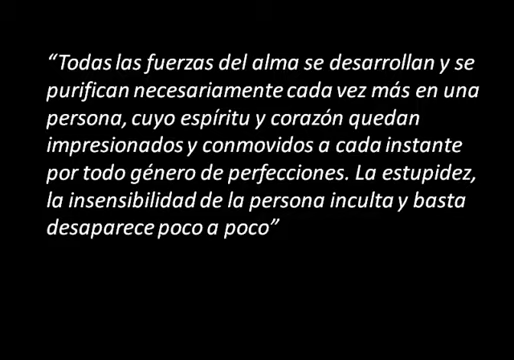 “Todas las fuerzas del alma se desarrollan y se
purifican necesariamente cada vez más en una
persona, cuyo espíritu y corazón quedan
impresionados y conmovidos a cada instante
por todo género de perfecciones. La estupidez,
la insensibilidad de la persona inculta y basta
desaparece poco a poco”